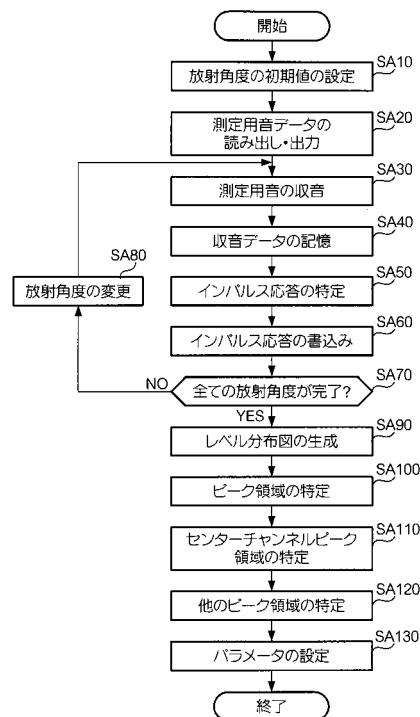 開始
SA10
放射角度の初期値の設定
SA20
測定用音データの
読み出し・出力
SA30
測定用音の収音
SA40
収音データの記憶
SA80
放射角度の変更
SA50
インパルス応答の特定
SA60
インパルス応答の書込み
SA70
NO
全ての放射角度が完了?
YES
SA90
レベル分布図の生成
SA100
ピーク領域の特定
SA110
センターチャンネルピーク
領域の特定
SA120
他のピーク領域の特定
SA130
パラメータの設定
終了